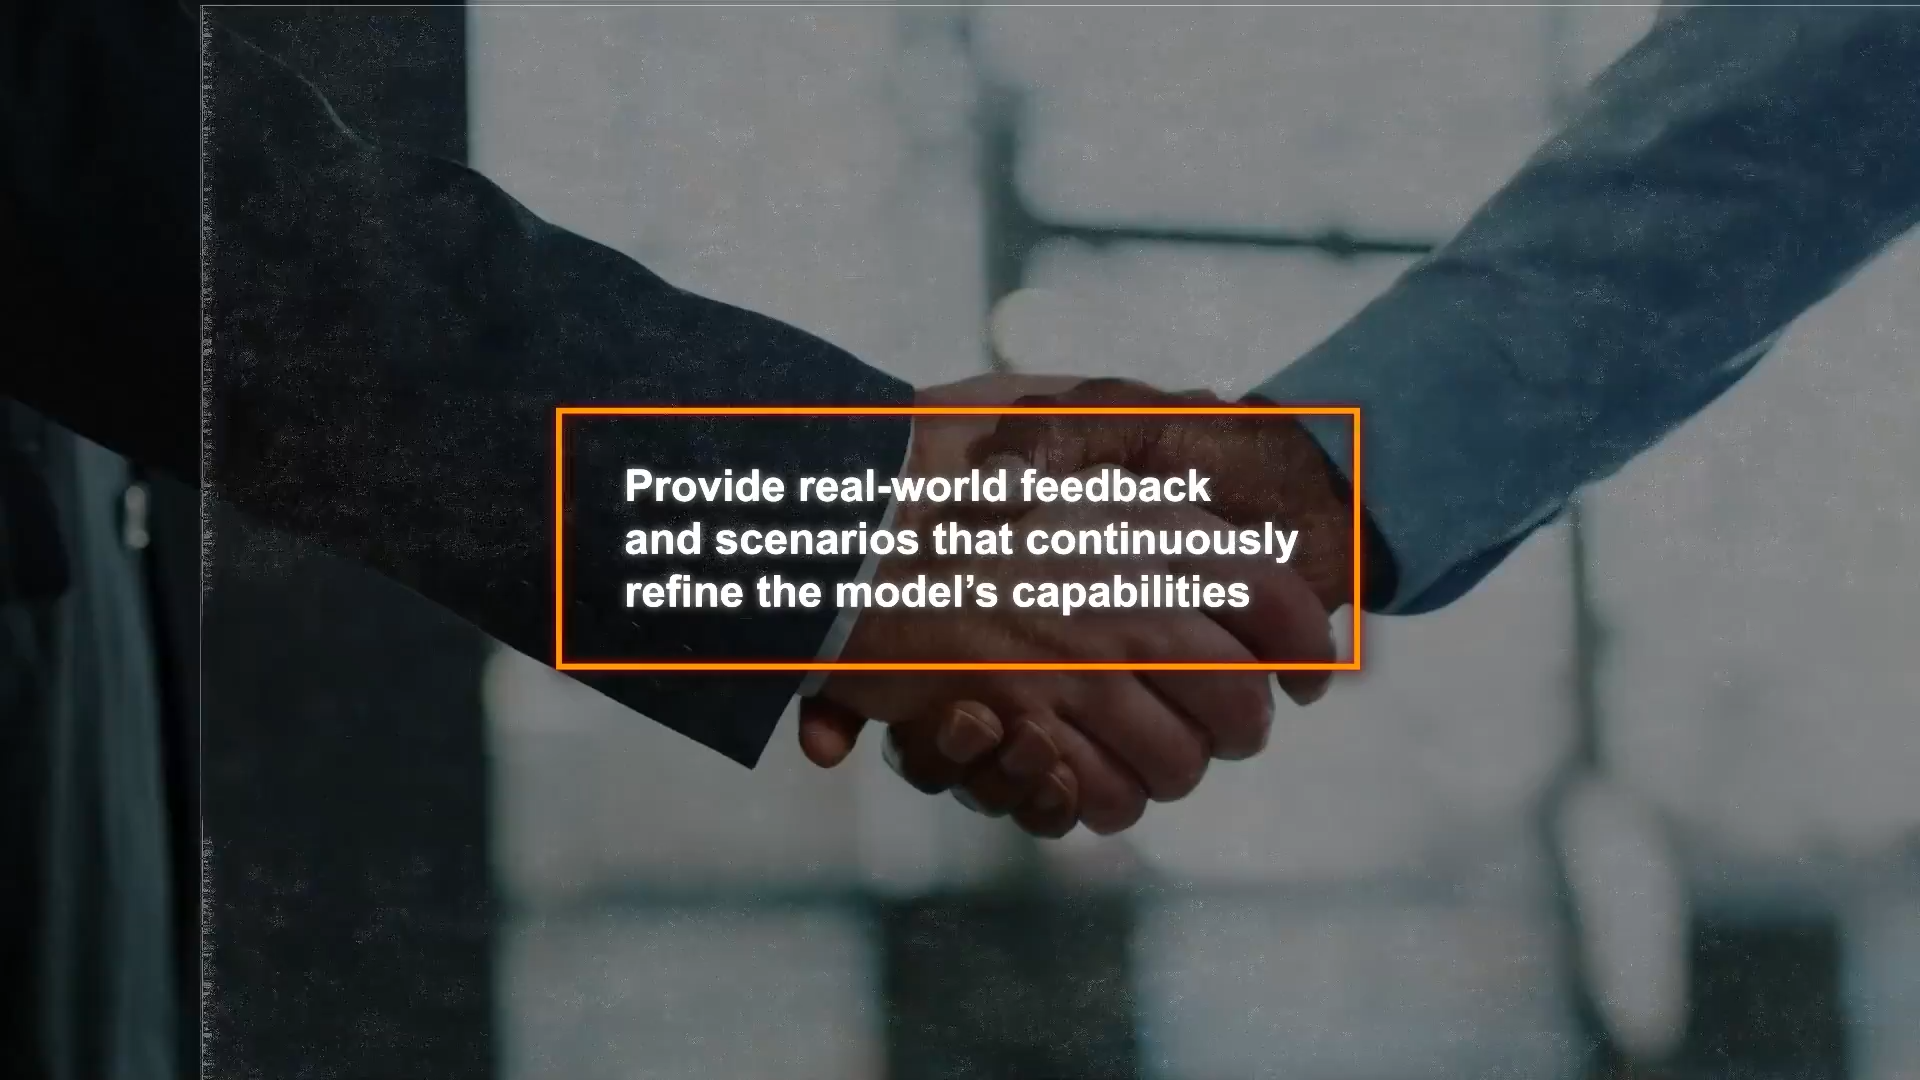 Provide real-world feedback
and scenarios that continuously
refine the model’s capabilities